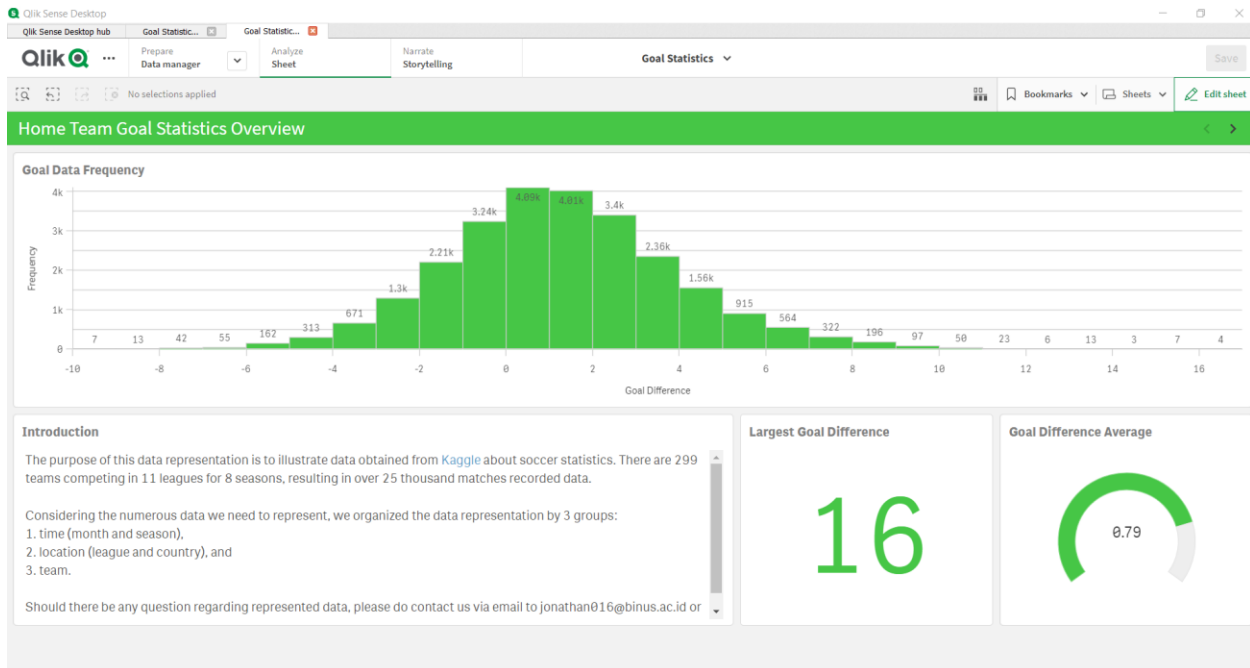 Qlik Sense Desktop
Qlik Sense Desktop hub
Goal Statistic...
Goal Statistic...
Qlik
Prepare
Data manager
Analyze
Sheet
Narrate
Storytelling
Goal Statistics
Save
No selections applied
Bookmarks
Sheets
Edit sheet
Home Team Goal Statistics Overview
Goal Data Frequency
Frequency
4k
3k
2k
1k
0
7 13 42 55 162 313 671 1.3k 2.21k 3.24k 4.09k 4.01k 3.4k 2.36k 1.56k 915 564 322 196 97 50 23 6 13 3 7 4
-10 -8 -6 -4 -2 0 2 4 6 8 10 12 14 16
Goal Difference
Introduction
The purpose of this data representation is to illustrate data obtained from Kaggle about soccer statistics. There are 299
teams competing in 11 leagues for 8 seasons, resulting in over 25 thousand matches recorded data.
Considering the numerous data we need to represent, we organized the data representation by 3 groups:
1. time (month and season),
2. location (league and country), and
3. team.
Should there be any question regarding represented data, please do contact us via email to jonathan016@binus.ac.id or
Largest Goal Difference
16
Goal Difference Average
0.79